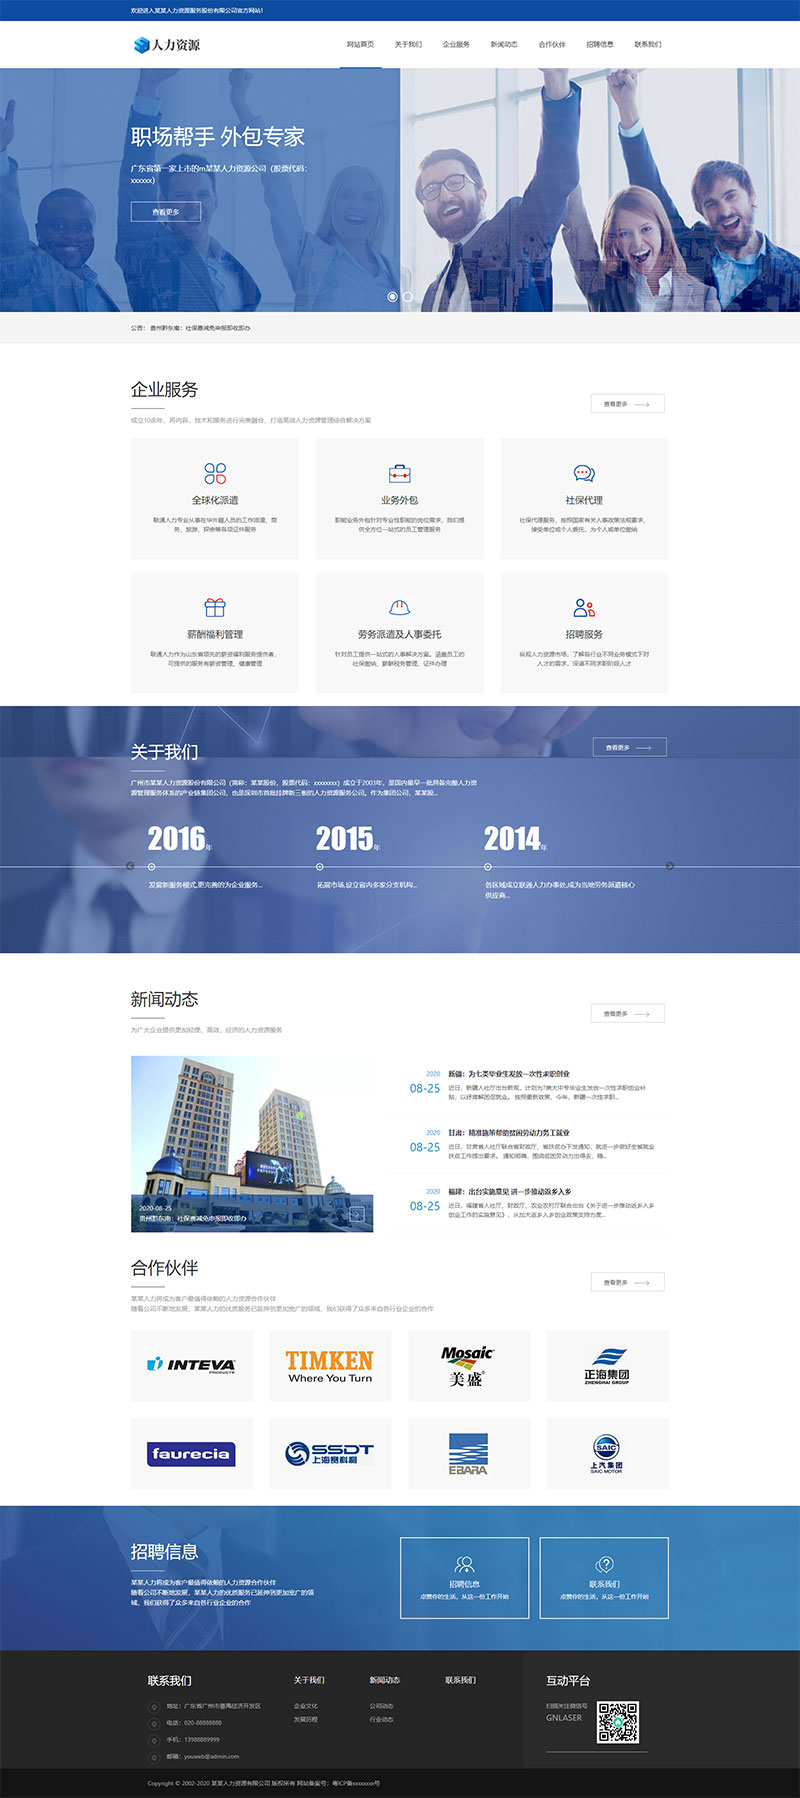 欢迎进入某某人力资源服务股份有限公司官方网站!
人力资源
网站首页 关于我们 企业服务 新闻动态 合作伙伴 招聘信息 联系我们
职场帮手 外包专家
广东省第一家上市的m某某人力资源公司（股票代码：
xxxxxx）
查看更多
公告： 贵州黔东南：社保费减免申报即收即办
企业服务
查看更多
成立10余年，将内容、技术和服务进行完美融合，打造高效人力资源管理综合解决方案
全球化派遣
联通人力专业从事在华外籍人员的工作派遣、商
务、旅游、探亲等各项证件服务
业务外包
职能业务外包针对专业性职能的岗位需求，我们提
供全方位一站式的员工管理服务
社保代理
社保代理服务，按照国家有关人事政策法规要求，
接受单位或个人委托，为个人或单位缴纳
薪酬福利管理
联通人力作为山东省领先的薪资福利服务提供者，
可提供的服务有薪资管理、健康管理
劳务派遣及人事委托
针对员工提供一站式的人事解决方案。涵盖员工的
社保缴纳、薪酬税务管理、证件办理
招聘服务
纵观人力资源市场，了解各行业不同业务模式下对
人才的需求，深谙不同求职阶段人才
关于我们
查看更多
广州市某某人力资源股份有限公司（简称：某某股份，股票代码：xxxxxxxx）成立于2003年，是国内最早一批具备完整人力资
源管理服务体系的产业链集团公司，也是深圳市首批挂牌新三板的人力资源服务公司。作为集团公司，某某股...
2016年 2015年 2014年
发展新服务模式,更完善的为企业服务...
拓展市场,设立省内多家分支机构...
各区域成立联通人力办事处,成为当地劳务派遣核心
供应商...
新闻动态
查看更多
为广大企业提供更加轻便、高效、经济的人力资源服务
2020-08-25
贵州黔东南：社保费减免申报即收即办
2020
08-25
新疆：为七类毕业生发放一次性求职创业
近日，新疆人社厅出台新规，计划为7类大中专毕业生发放一次性求职创业补
贴，以纾难解困促就业。 按照最新政策，今年，新疆一次性求职...
2020
08-25
甘肃：精准施策帮助贫困劳动力务工就业
近日，甘肃省人社厅联合省财政厅、省扶贫办下发通知，就进一步做好全省就业
扶贫工作提出要求。 通知明确，围绕贫困劳动力出得去、稳...
2020
08-25
福建：出台实施意见 进一步推动返乡入乡
近日，福建省人社厅、财政厅、农业农村厅联合出台《关于进一步推动返乡入乡
创业工作的实施意见》，从加大返乡入乡创业政策支持力度...
合作伙伴
查看更多
某某人力将成为客户最值得依赖的人力资源合作伙伴
随着公司不断地发展，某某人力的优质服务已延伸到更加宽广的领域，我们获得了众多来自各行业企业的合作
INTEVA
PRODUCTS
TIMKEN
Where You Turn
Mosaic
美盛
正海集团
ZHENGHAI GROUP
faurecia
SSDT
上海赛科利
EBARA
SAIC
上汽集团
SAIC MOTOR
招聘信息
某某人力将成为客户最值得依赖的人力资源合作伙伴
随着公司不断地发展，某某人力的优质服务已延伸到更加宽广的领
域，我们获得了众多来自各行业企业的合作
招聘信息
点赞你的生活，从这一份工作开始
联系我们
点赞你的生活，从这一份工作开始
联系我们
地址：广东省广州市番禺经济开发区
电话：020-88888888
手机：13988889999
邮箱：youweb@admin.com
关于我们
企业文化
发展历程
新闻动态
公司动态
行业动态
联系我们
互动平台
扫描关注微信号
GNLASER
Copyright © 2002-2020 某某人力资源有限公司 版权所有 网站备案号：粤ICP备xxxxxxxx号